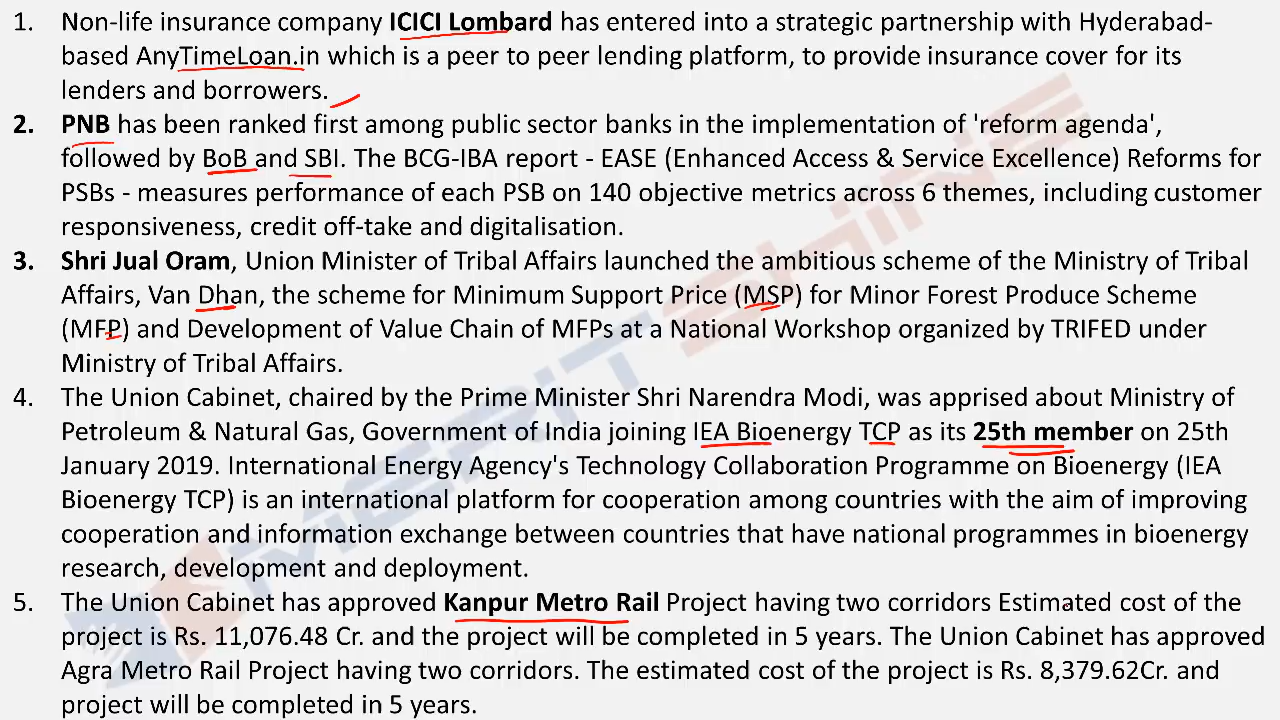 1. Non-life insurance company ICICI Lombard has entered into a strategic partnership with Hyderabad-
based AnyTimeLoan.in which is a peer to peer lending platform, to provide insurance cover for its
lenders and borrowers.
2. PNB has been ranked first among public sector banks in the implementation of 'reform agenda',
followed by BoB and SBI. The BCG-IBA report - EASE (Enhanced Access & Service Excellence) Reforms for
PSBs - measures performance of each PSB on 140 objective metrics across 6 themes, including customer
responsiveness, credit off-take and digitalisation.
3. Shri Jual Oram, Union Minister of Tribal Affairs launched the ambitious scheme of the Ministry of Tribal
Affairs, Van Dhan, the scheme for Minimum Support Price (MSP) for Minor Forest Produce Scheme
(MFP) and Development of Value Chain of MFPs at a National Workshop organized by TRIFED under
Ministry of Tribal Affairs.
4. The Union Cabinet, chaired by the Prime Minister Shri Narendra Modi, was apprised about Ministry of
Petroleum & Natural Gas, Government of India joining IEA Bioenergy TCP as its 25th member on 25th
January 2019. International Energy Agency's Technology Collaboration Programme on Bioenergy (IEA
Bioenergy TCP) is an international platform for cooperation among countries with the aim of improving
cooperation and information exchange between countries that have national programmes in bioenergy
research, development and deployment.
5. The Union Cabinet has approved Kanpur Metro Rail Project having two corridors Estimated cost of the
project is Rs. 11,076.48 Cr. and the project will be completed in 5 years. The Union Cabinet has approved
Agra Metro Rail Project having two corridors. The estimated cost of the project is Rs. 8,379.62Cr. and
project will be completed in 5 years.
MERIT SHINE